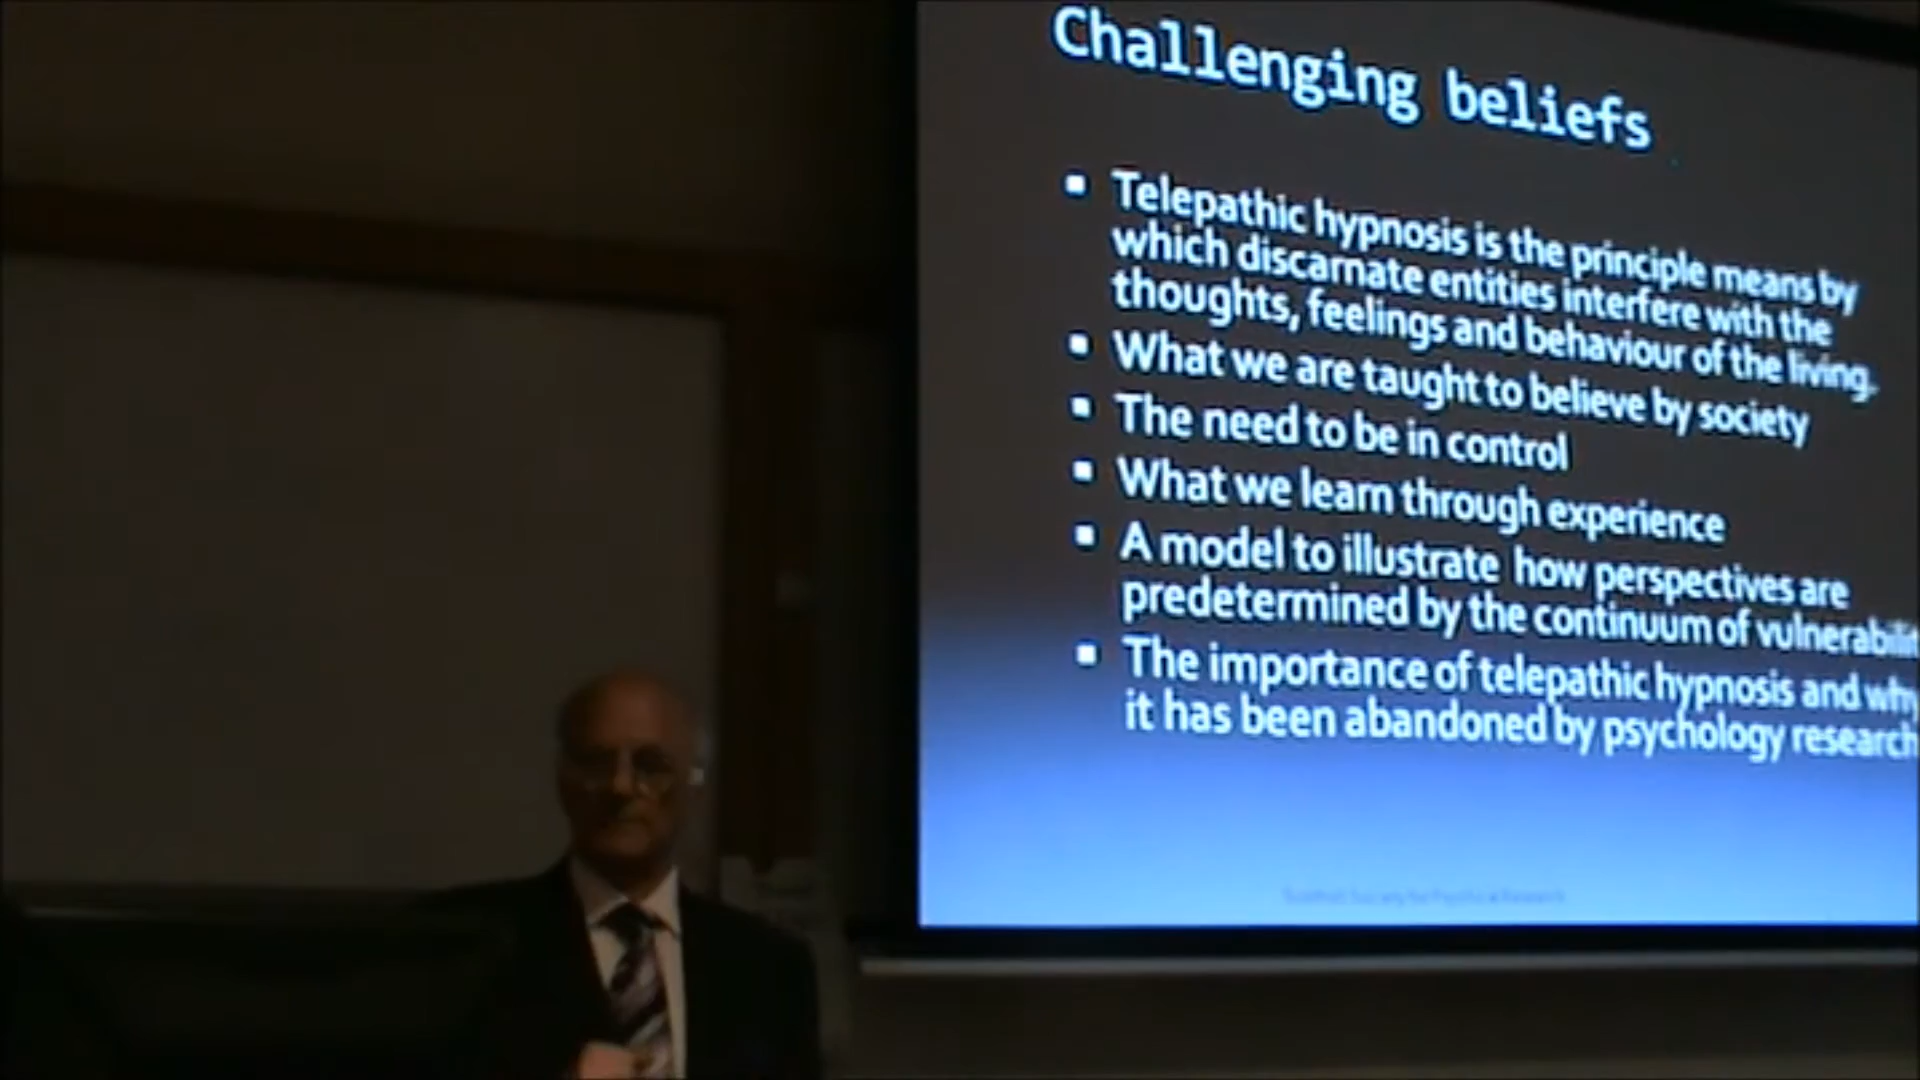 Challenging beliefs
Telepathic hypnosis is the principle means by
which discarnate entities interfere with the
thoughts, feelings and behaviour of the living.
What we are taught to believe by society
The need to be in control
What we learn through experience
A model to illustrate how perspectives are
predetermined by the continuum of
The importance of telepathic hypnosis and why
it has been abandoned by psychology research